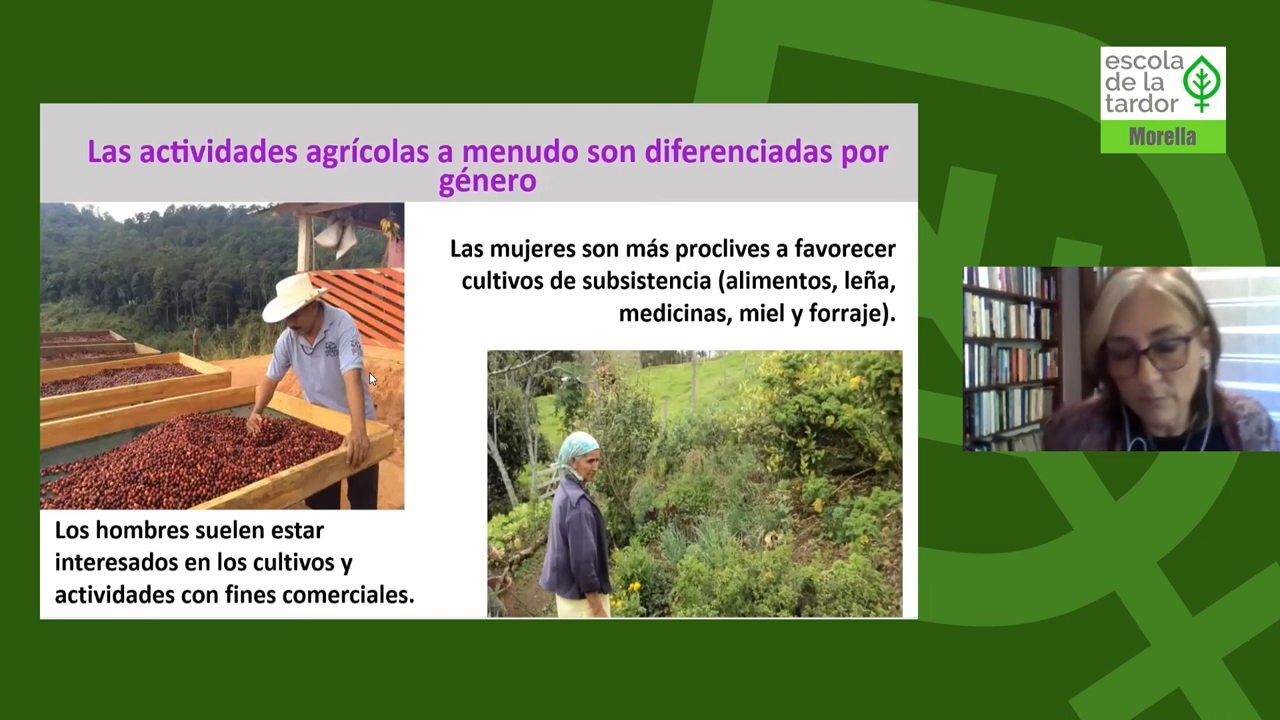 Las actividades agrícolas a menudo son diferenciadas por
género
Las mujeres son más proclives a favorecer
cultivos de subsistencia (alimentos, leña,
medicinas, miel y forraje).
Los hombres suelen estar
interesados en los cultivos y
actividades con fines comerciales.
escola
de la
tardor
Morella